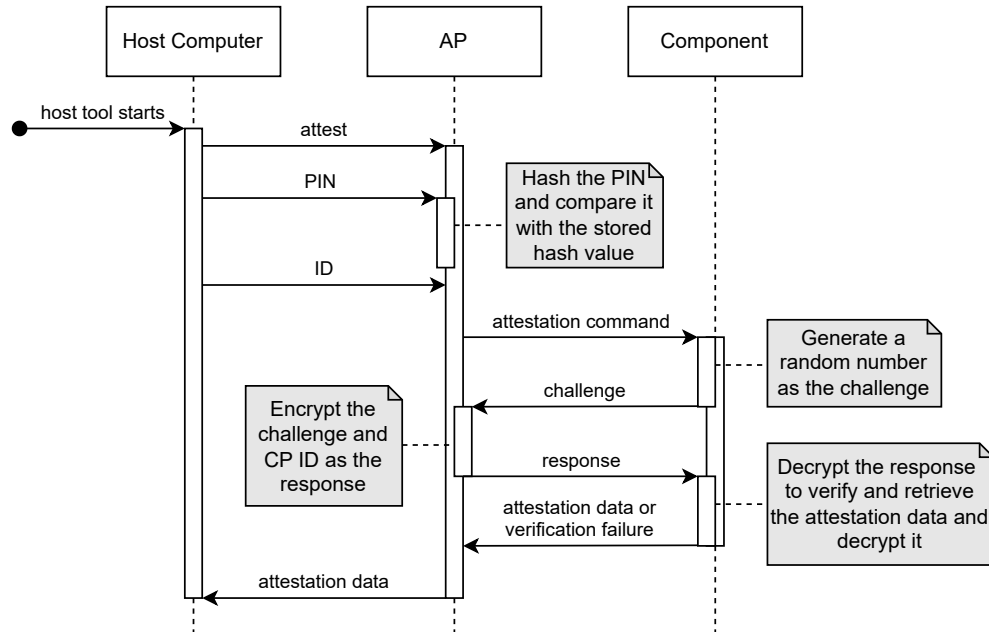 Host Computer
AP
Component
host tool starts
attest
PIN
Hash the PIN
and compare it
with the stored
hash value
ID
attestation command
Generate a
random number
as the challenge
challenge
Encrypt the
challenge and
CP ID as the
response
response
Decrypt the response
to verify and retrieve
the attestation data and
decrypt it
attestation data or
verification failure
attestation data